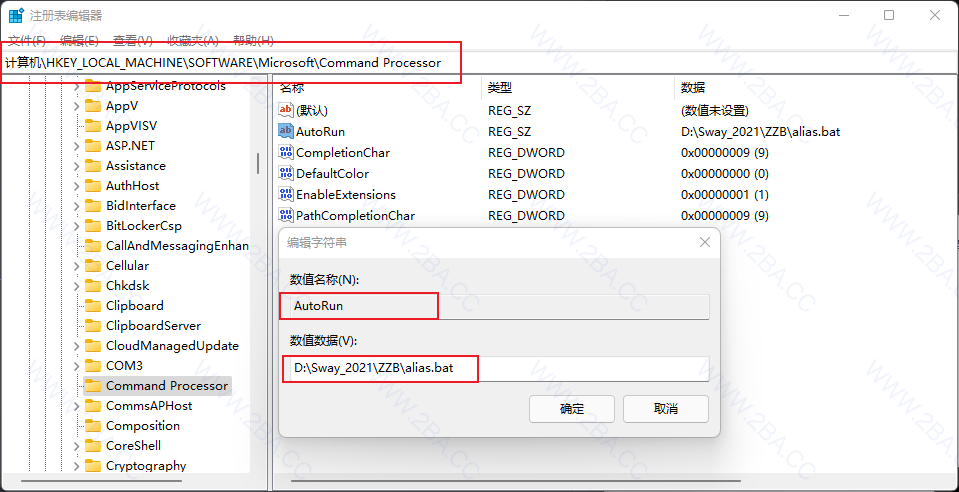 注册表编辑器
文件(F) 编辑(E) 查看(V) 收藏夹(A) 帮助(H)
计算机\HKEY_LOCAL_MACHINE\SOFTWARE\Microsoft\Command Processor
AppServiceProtocols
AppV
AppVISV
ASP.NET
Assistance
AuthHost
BidInterface
BitLockerCsp
CallAndMessagingEnhan
Cellular
Chkdsk
Clipboard
ClipboardServer
CloudManagedUpdate
COM3
Command Processor
CommsAPHost
Composition
CoreShell
Cryptography
名称 类型 数据
(默认) REG_SZ (数值未设置)
AutoRun REG_SZ D:\Sway_2021\ZZB\alias.bat
CompletionChar REG_DWORD 0x00000009 (9)
DefaultColor REG_DWORD 0x00000000 (0)
EnableExtensions REG_DWORD 0x00000001 (1)
PathCompletionChar REG_DWORD 0x00000009 (9)
编辑字符串
数值名称(N):
AutoRun
数值数据(V):
D:\Sway_2021\ZZB\alias.bat
确定 取消
WWW.2BA.CC